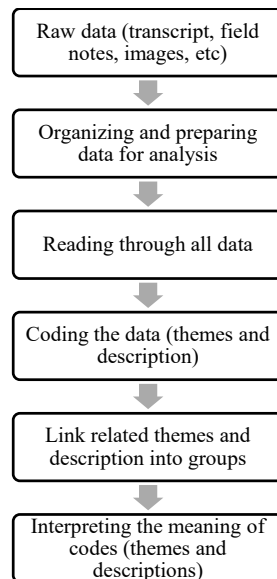 Raw data (transcript, field
notes, images, etc)
Organizing and preparing
data for analysis
Reading through all data
Coding the data (themes and
description)
Link related themes and
description into groups
Interpreting the meaning of
codes (themes and
descriptions)